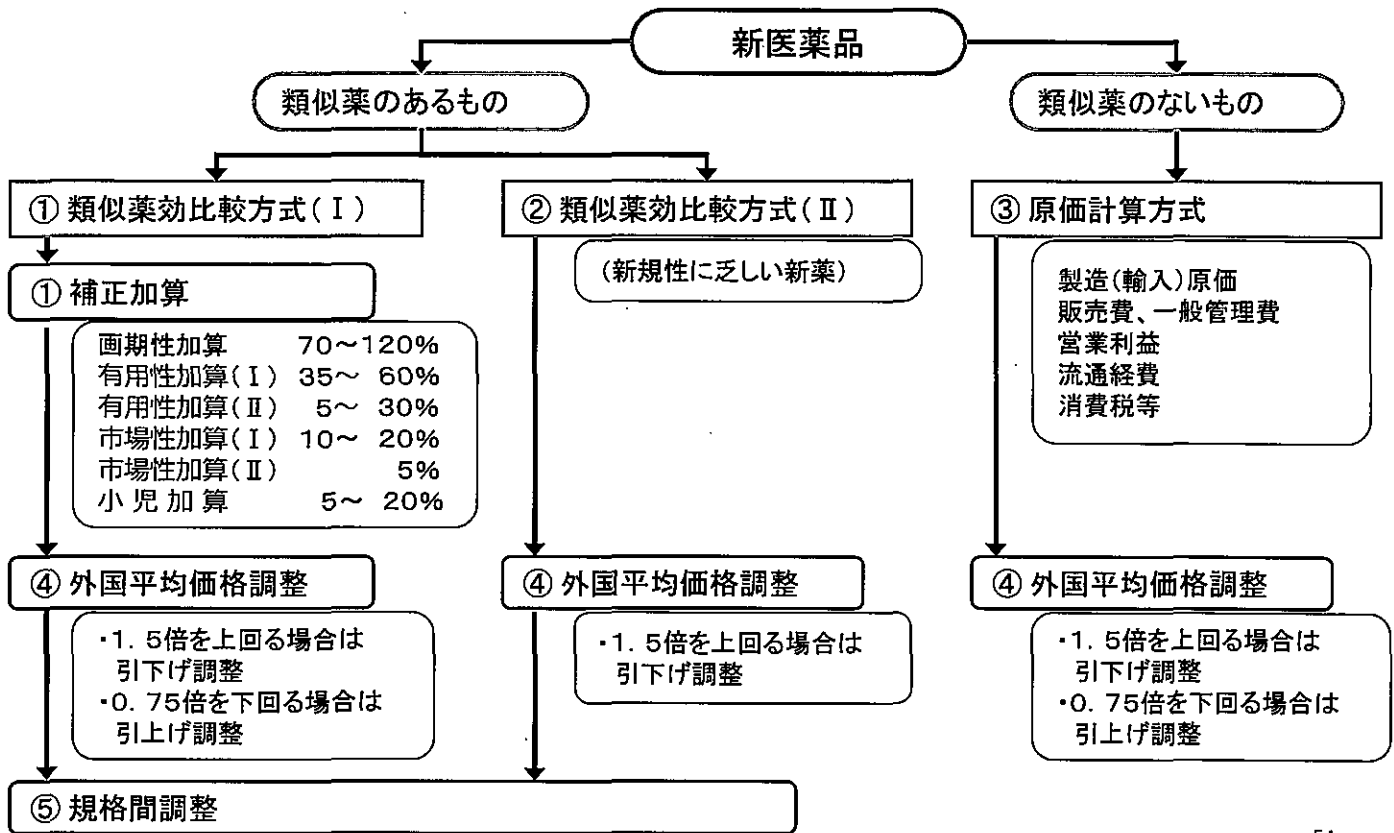 新医薬品
類似薬のあるもの
類似薬のないもの
① 類似薬効比較方式(Ⅰ)
② 類似薬効比較方式(Ⅱ)
③ 原価計算方式
(新規性に乏しい新薬)
① 補正加算
画期性加算 70~120%
有用性加算(Ⅰ) 35~ 60%
有用性加算(Ⅱ) 5~ 30%
市場性加算(Ⅰ) 10~ 20%
市場性加算(Ⅱ) 5%
小児加算 5~ 20%
製造(輸入)原価
販売費、一般管理費
営業利益
流通経費
消費税等
④ 外国平均価格調整
・1.5倍を上回る場合は
引下げ調整
・0.75倍を下回る場合は
引上げ調整
④ 外国平均価格調整
・1.5倍を上回る場合は
引下げ調整
④ 外国平均価格調整
・1.5倍を上回る場合は
引下げ調整
・0.75倍を下回る場合は
引上げ調整
⑤ 規格間調整